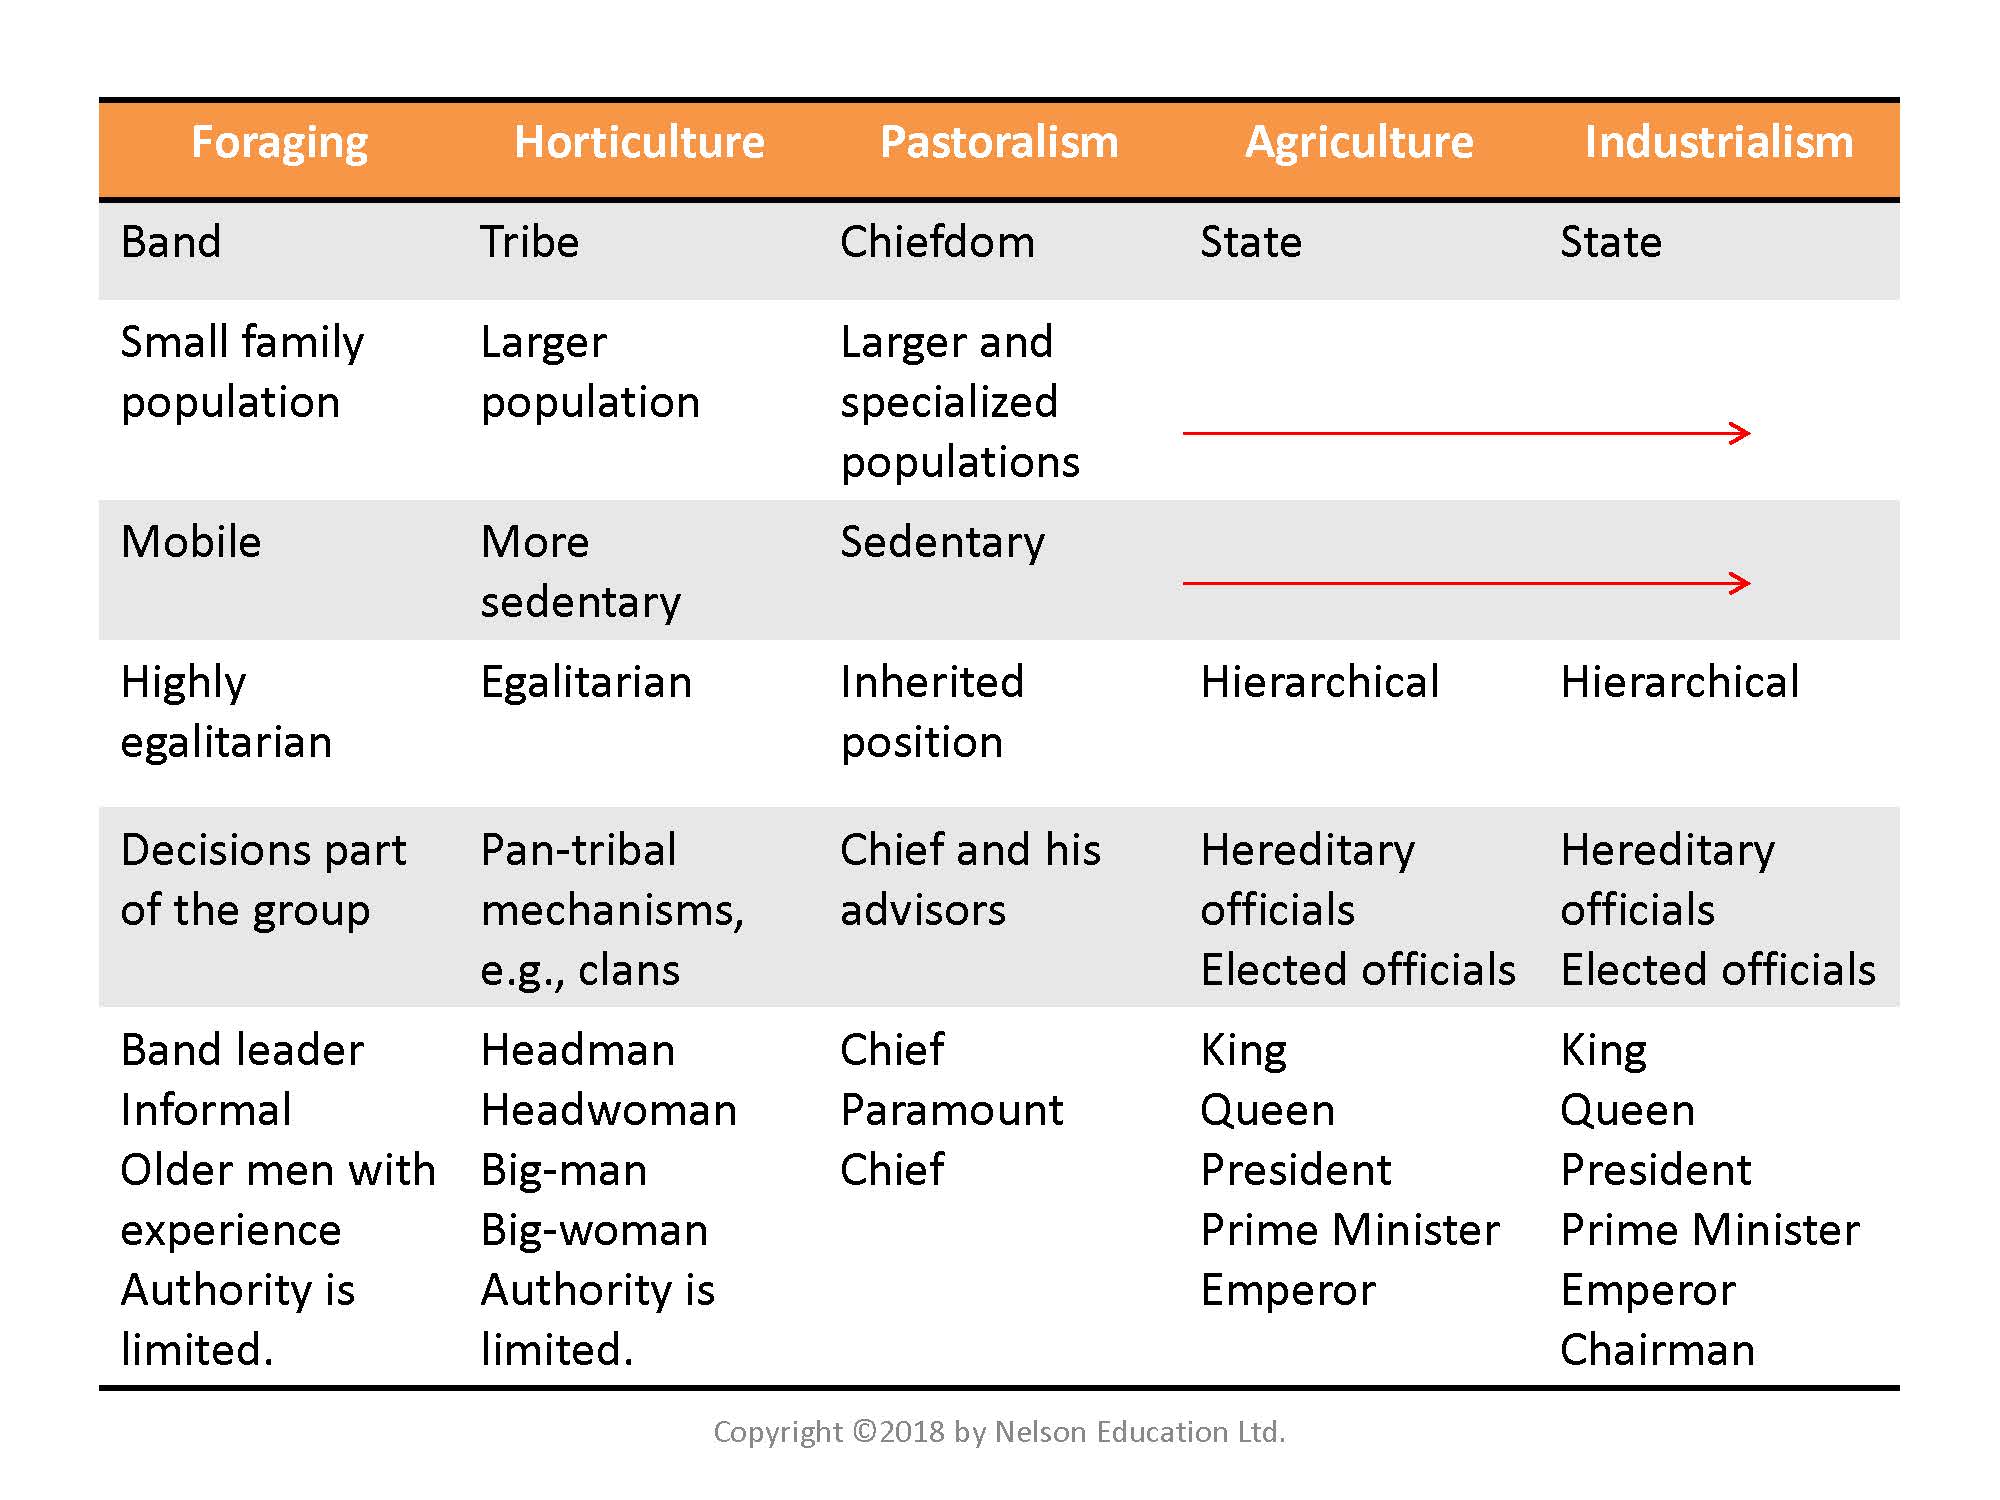 Foraging Horticulture Pastoralism Agriculture Industrialism
Band Tribe Chiefdom State State
Small family population
Larger population
Larger and specialized populations
Mobile
More sedentary
Sedentary
Highly egalitarian
Egalitarian
Inherited position
Hierarchical
Hierarchical
Decisions part of the group
Pan-tribal mechanisms, e.g., clans
Chief and his advisors
Hereditary officials
Elected officials
Hereditary officials
Elected officials
Band leader
Informal
Older men with experience
Authority is limited.
Headman
Headwoman
Big-man
Big-woman
Authority is limited.
Chief
Paramount
Chief
King
Queen
President
Prime Minister
Emperor
King
Queen
President
Prime Minister
Emperor
Chairman
Copyright ©2018 by Nelson Education Ltd.